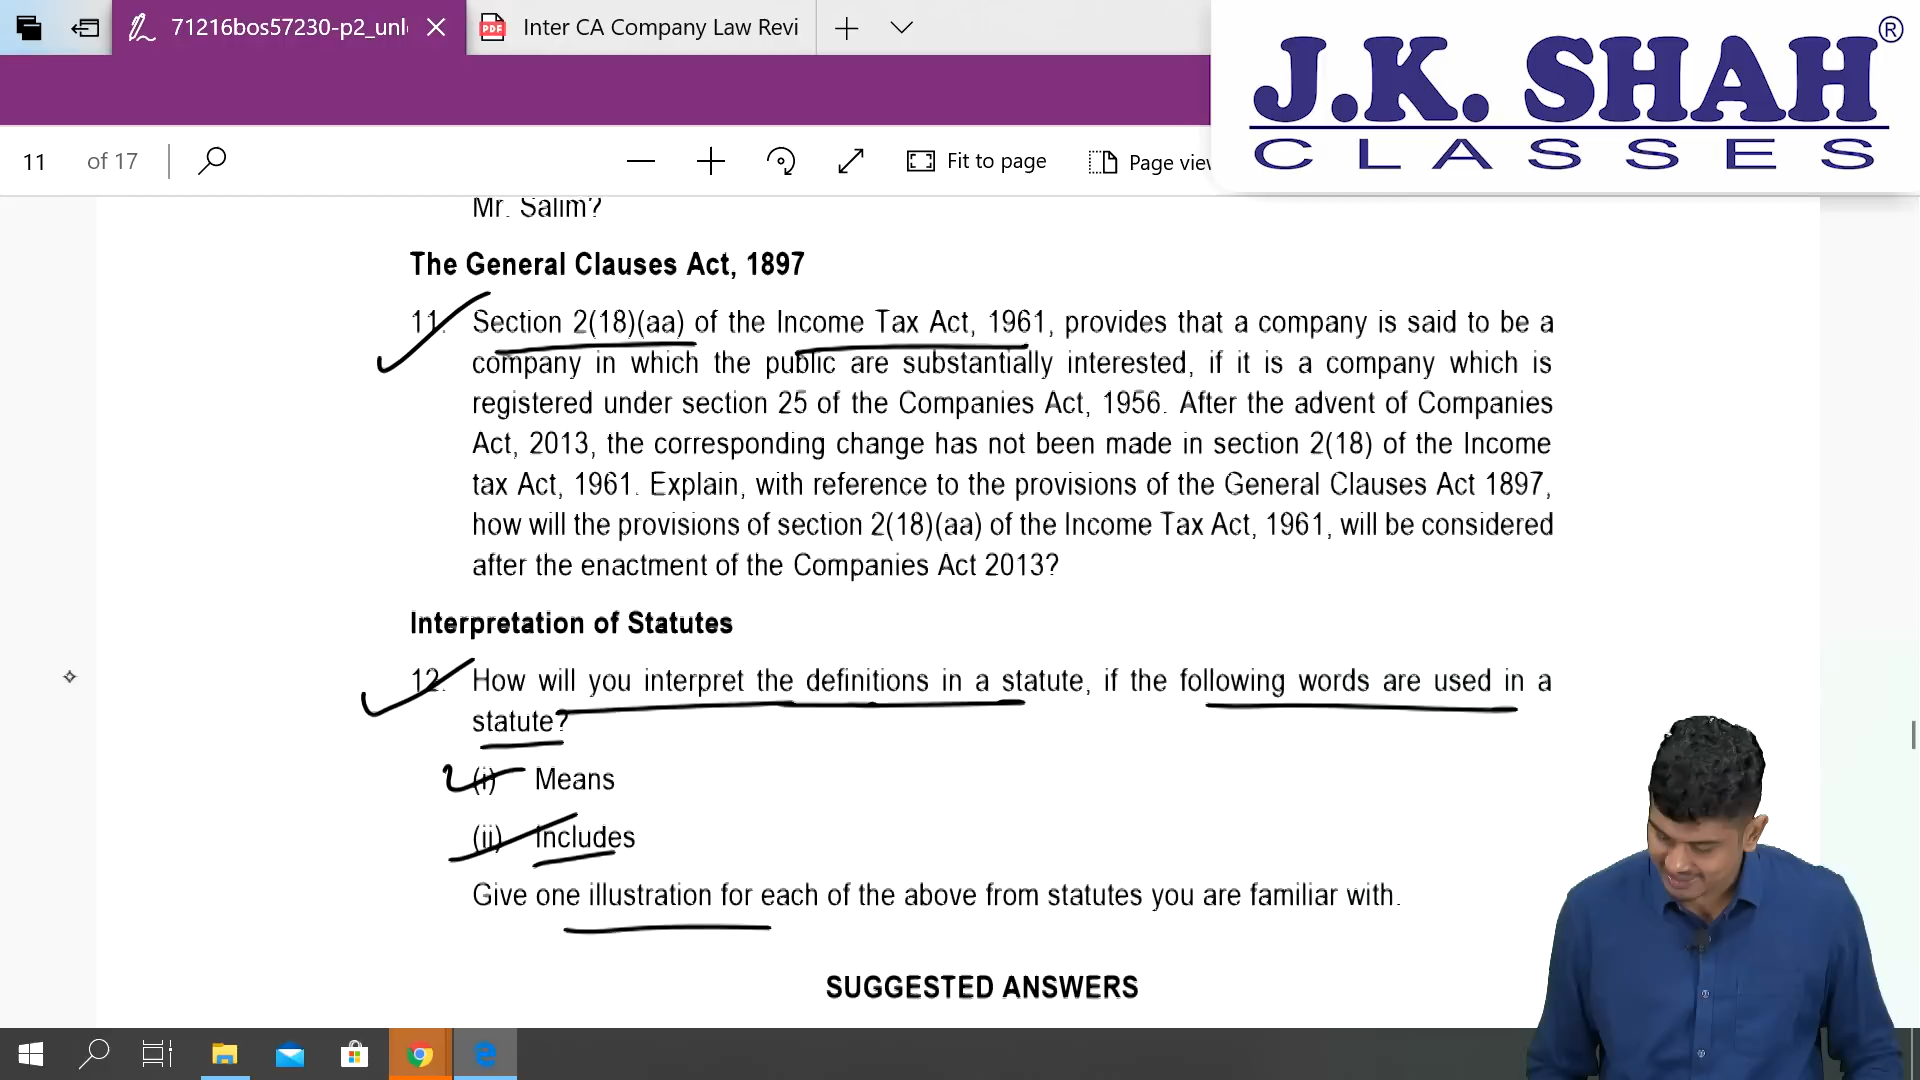 71216bos57230-p2_unl
Inter CA Company Law Revi
J.K. SHAH®
CLASSES
11 of 17
Fit to page
Page view
Mr. Salim?
The General Clauses Act, 1897
11. Section 2(18)(aa) of the Income Tax Act, 1961, provides that a company is said to be a
company in which the public are substantially interested, if it is a company which is
registered under section 25 of the Companies Act, 1956. After the advent of Companies
Act, 2013, the corresponding change has not been made in section 2(18) of the Income
tax Act, 1961. Explain, with reference to the provisions of the General Clauses Act 1897,
how will the provisions of section 2(18)(aa) of the Income Tax Act, 1961, will be considered
after the enactment of the Companies Act 2013?
Interpretation of Statutes
12. How will you interpret the definitions in a statute, if the following words are used in a
statute?
(i) Means
(ii) Includes
Give one illustration for each of the above from statutes you are familiar with.
SUGGESTED ANSWERS